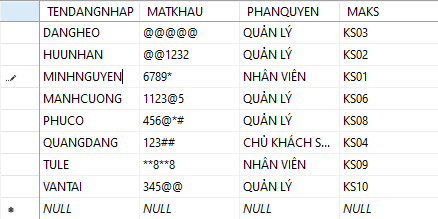 TENDANGNHAP MATKHAU PHANQUYEN MAKS
DANGHEO @@@@@ QUẢN LÝ KS03
HUUNHAN @@1232 QUẢN LÝ KS02
MINHNGUYEN 6789* NHÂN VIÊN KS01
MANHCUONG 1123@5 QUẢN LÝ KS06
PHUCO 456@*# QUẢN LÝ KS08
QUANGDANG 123## CHỦ KHÁCH S... KS04
TULE **8**8 NHÂN VIÊN KS09
VANTAI 345@@ QUẢN LÝ KS10
NULL NULL NULL NULL